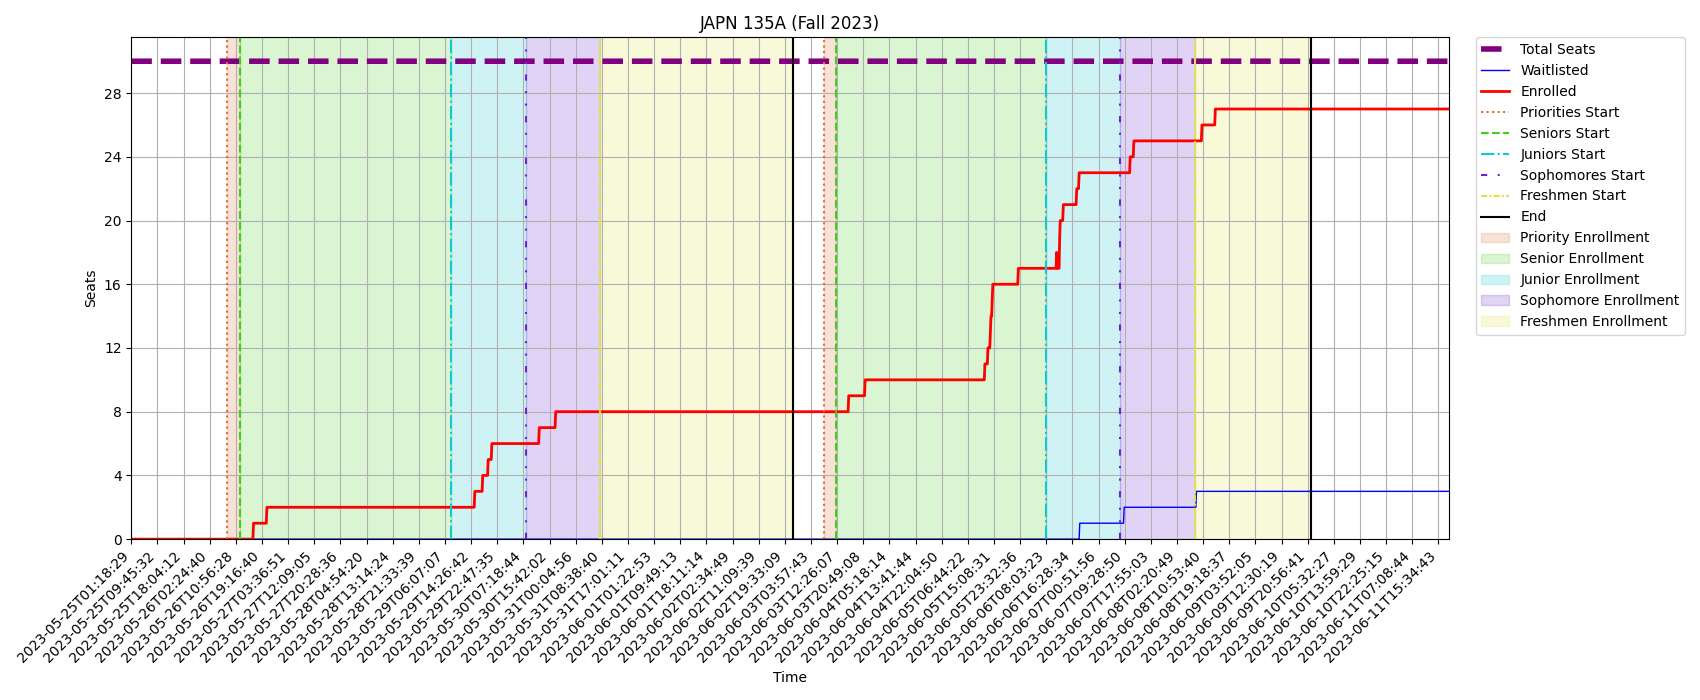 JAPN 135A (Fall 2023)
Seats
28
24
20
16
12
8
4
0
2023-05-25T01:18:29
2023-05-25T09:45:32
2023-05-25T18:04:12
2023-05-26T02:24:40
2023-05-26T10:56:28
2023-05-26T19:16:40
2023-05-27T03:36:51
2023-05-27T12:09:05
2023-05-27T20:28:36
2023-05-28T04:54:20
2023-05-28T13:14:24
2023-05-28T21:33:39
2023-05-29T06:07:07
2023-05-29T14:26:42
2023-05-29T22:47:35
2023-05-30T07:18:44
2023-05-30T15:42:02
2023-05-31T00:04:56
2023-05-31T08:38:40
2023-05-31T17:01:11
2023-06-01T01:22:53
2023-06-01T09:49:13
2023-06-01T18:11:14
2023-06-02T02:34:49
2023-06-02T11:09:39
2023-06-02T19:33:09
2023-06-03T03:57:43
2023-06-03T12:26:07
2023-06-03T20:49:08
2023-06-04T05:18:14
2023-06-04T13:41:44
2023-06-04T22:04:50
2023-06-05T06:44:22
2023-06-05T15:08:31
2023-06-05T23:32:36
2023-06-06T08:03:23
2023-06-06T16:28:34
2023-06-07T00:51:56
2023-06-07T09:28:50
2023-06-07T17:55:03
2023-06-08T02:20:49
2023-06-08T10:53:40
2023-06-08T19:18:37
2023-06-09T03:52:05
2023-06-09T12:30:19
2023-06-09T20:56:41
2023-06-10T05:32:27
2023-06-10T13:59:29
2023-06-10T22:25:15
2023-06-11T07:08:44
2023-06-11T15:34:43
Time
Total Seats
Waitlisted
Enrolled
Priorities Start
Seniors Start
Juniors Start
Sophomores Start
Freshmen Start
End
Priority Enrollment
Senior Enrollment
Junior Enrollment
Sophomore Enrollment
Freshmen Enrollment